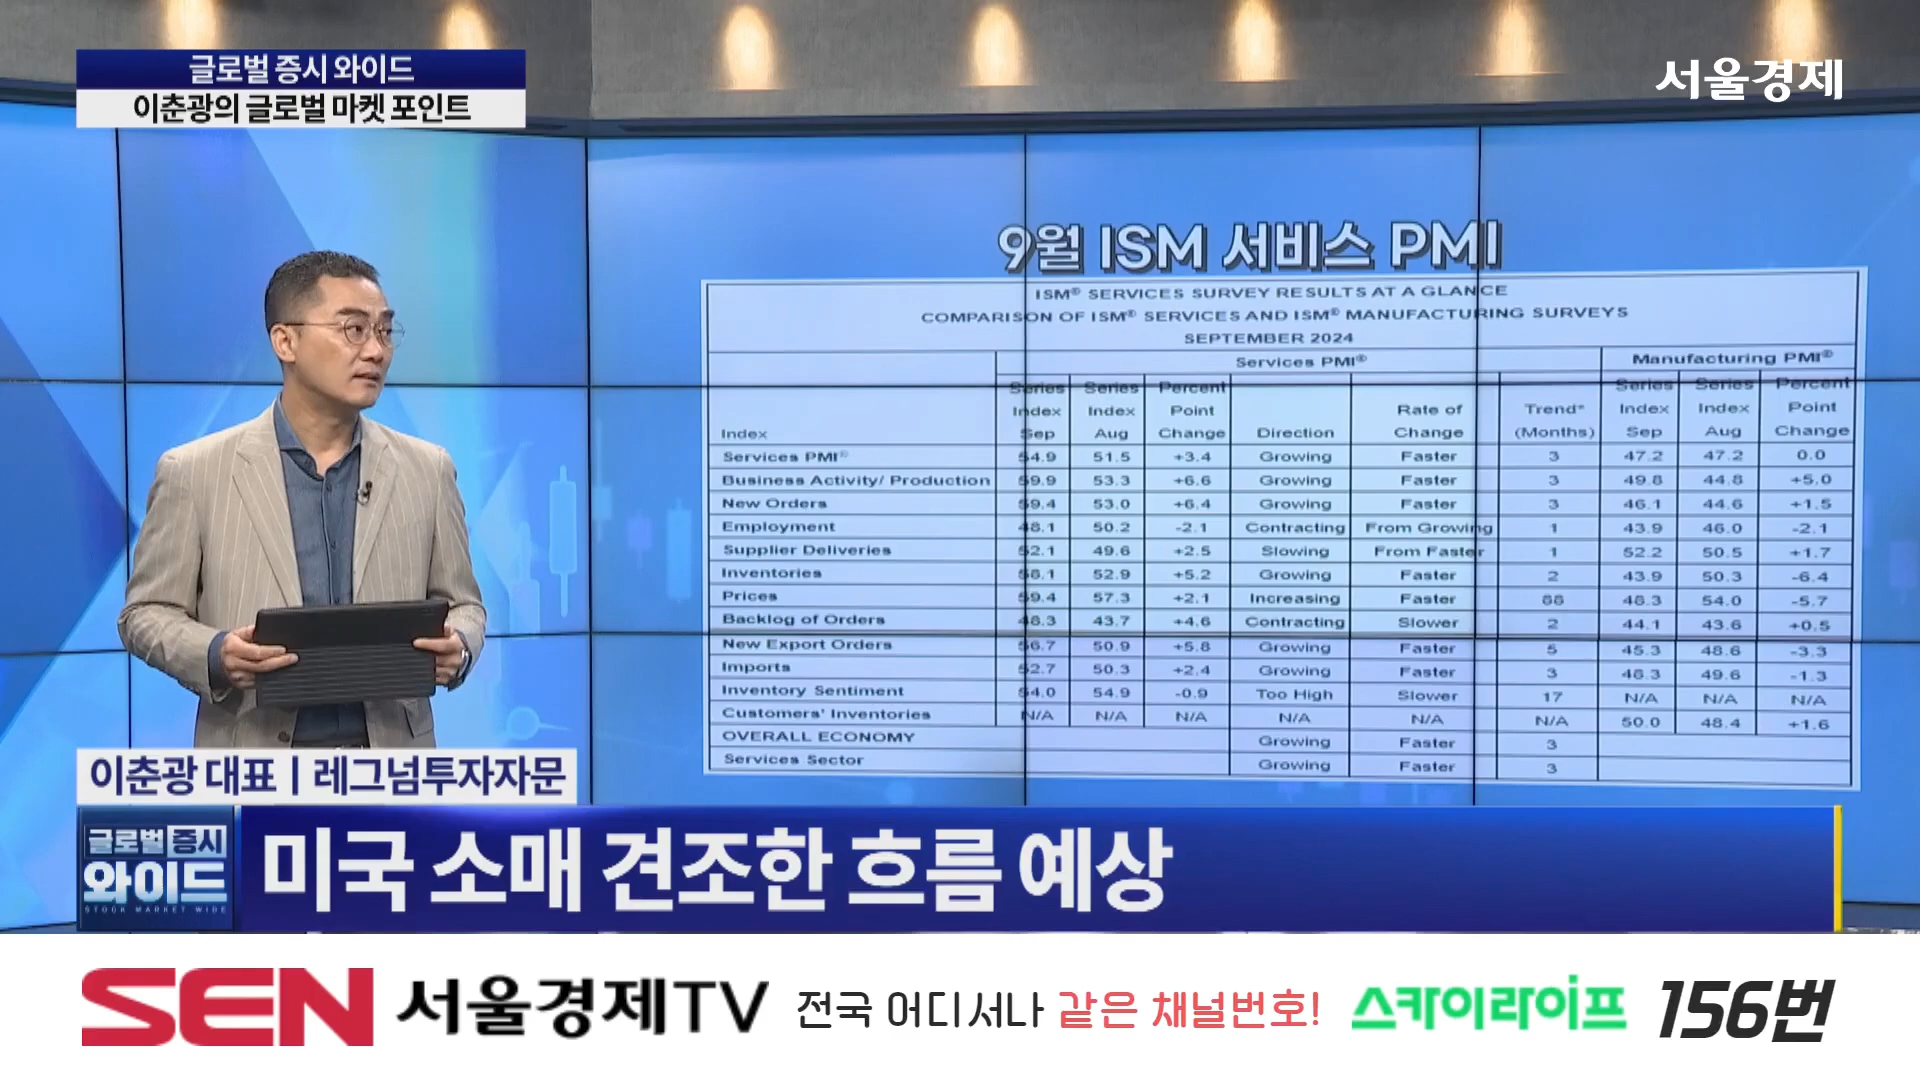 글로벌 증시 와이드
이춘광의 글로벌 마켓 포인트
서울경제
9월 ISM 서비스 PMI
ISM® SERVICES SURVEY RESULTS AT A GLANCE
COMPARISON OF ISM® SERVICES AND ISM® MANUFACTURING SURVEYS
SEPTEMBER 2024
Services PMI® Manufacturing PMI®
Index Series Index Sep Series Index Aug Percent Point Change Direction Rate of Change Trend* (Months) Series Index Sep Series Index Aug Percent Point Change
Services PMI® 54.9 51.5 +3.4 Growing Faster 3 47.2 47.2 0.0
Business Activity/ Production 59.9 53.3 +6.6 Growing Faster 3 49.8 44.8 +5.0
New Orders 59.4 53.0 +6.4 Growing Faster 3 46.1 44.6 +1.5
Employment 48.1 50.2 -2.1 Contracting From Growing 1 43.9 46.0 -2.1
Supplier Deliveries 52.1 49.6 +2.5 Slowing From Faster 1 52.2 50.5 +1.7
Inventories 58.1 52.9 +5.2 Growing Faster 2 43.9 50.3 -6.4
Prices 59.4 57.3 +2.1 Increasing Faster 88 48.3 54.0 -5.7
Backlog of Orders 48.3 43.7 +4.6 Contracting Slower 2 44.1 43.6 +0.5
New Export Orders 56.7 50.9 +5.8 Growing Faster 5 45.3 48.6 -3.3
Imports 52.7 50.3 +2.4 Growing Faster 3 48.3 49.6 -1.3
Inventory Sentiment 54.0 54.9 -0.9 Too High Slower 17 N/A N/A N/A
Customers' Inventories N/A N/A N/A N/A N/A N/A 50.0 48.4 +1.6
OVERALL ECONOMY Growing Faster 3
Services Sector Growing Faster 3
이춘광 대표 | 레그넘투자자문
글로벌 증시
와이드
STOCK MARKET WIDE
미국 소매 견조한 흐름 예상
SEN 서울경제TV 전국 어디서나 같은 채널번호! 스카이라이프 156번